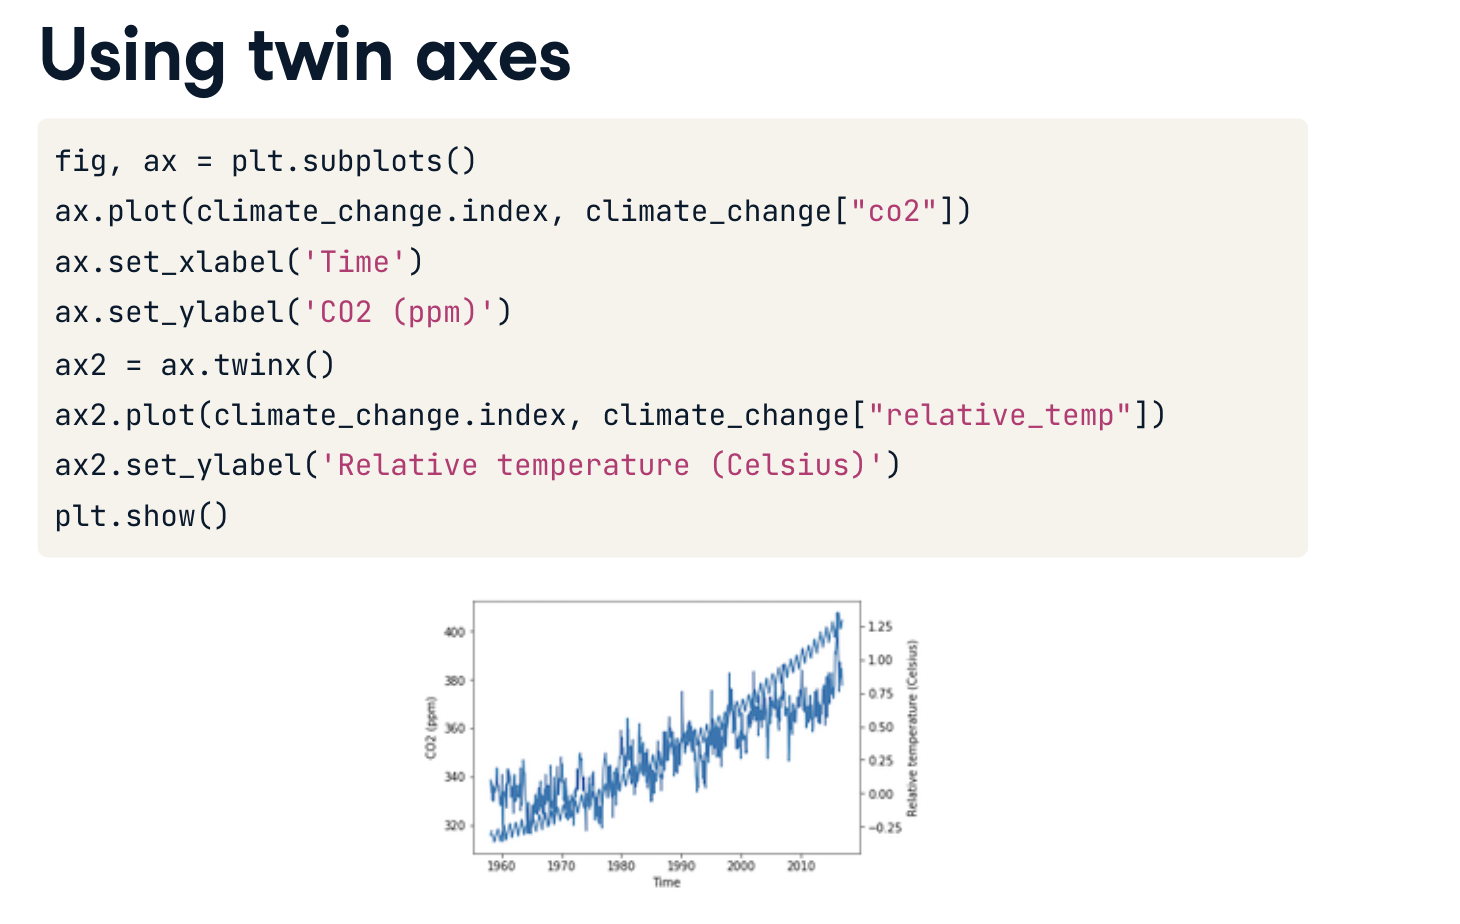 Using twin axes
fig, ax = plt.subplots()
ax.plot(climate_change.index, climate_change["co2"])
ax.set_xlabel('Time')
ax.set_ylabel('CO2 (ppm)')
ax2 = ax.twinx()
ax2.plot(climate_change.index, climate_change["relative_temp"])
ax2.set_ylabel('Relative temperature (Celsius)')
plt.show()
CO2 (ppm)
400
380
360
340
320
1.25
1.00
0.75
0.50
0.25
0.00
−0.25
Relative temperature (Celsius)
1960 1970 1980 1990 2000 2010
Time